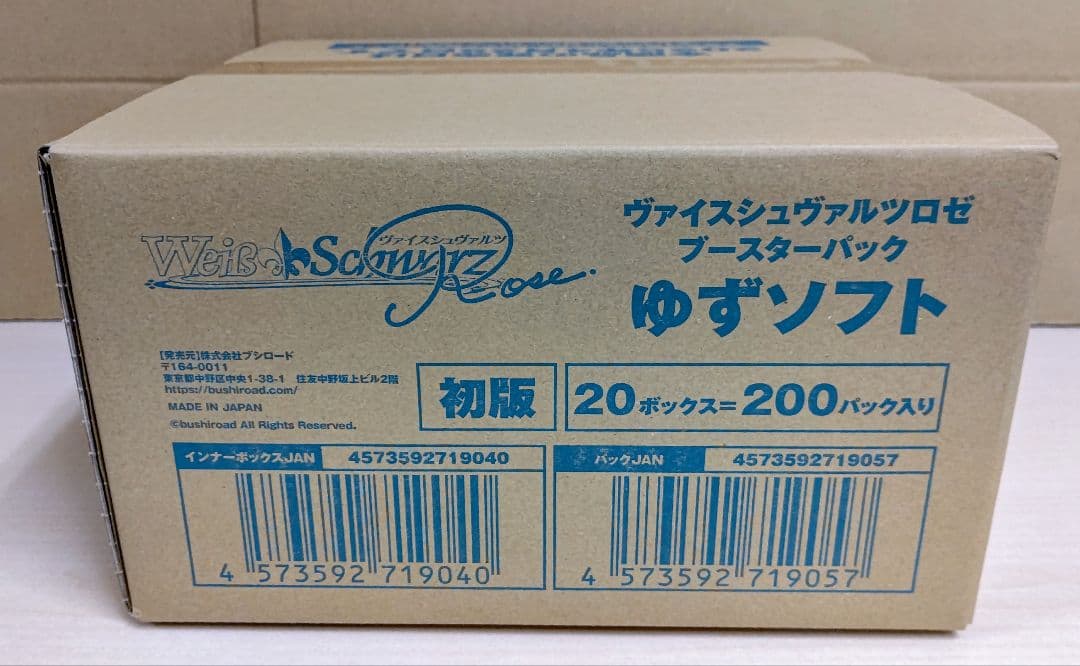 Weiß Schwarz
ヴァイスシュヴァルツ
Rose
ヴァイスシュヴァルツロゼ
ブースターパック
ゆずソフト
【発売元】株式会社ブシロード
〒164-0011
東京都中野区中央1-38-1 住友中野坂上ビル2階
https://bushiroad.com/
MADE IN JAPAN
©bushiroad All Rights Reserved.
初版
20ボックス=200パック入り
インナーボックスJAN 4573592719040
4 573592 719040
パックJAN 4573592719057
4 573592 719057